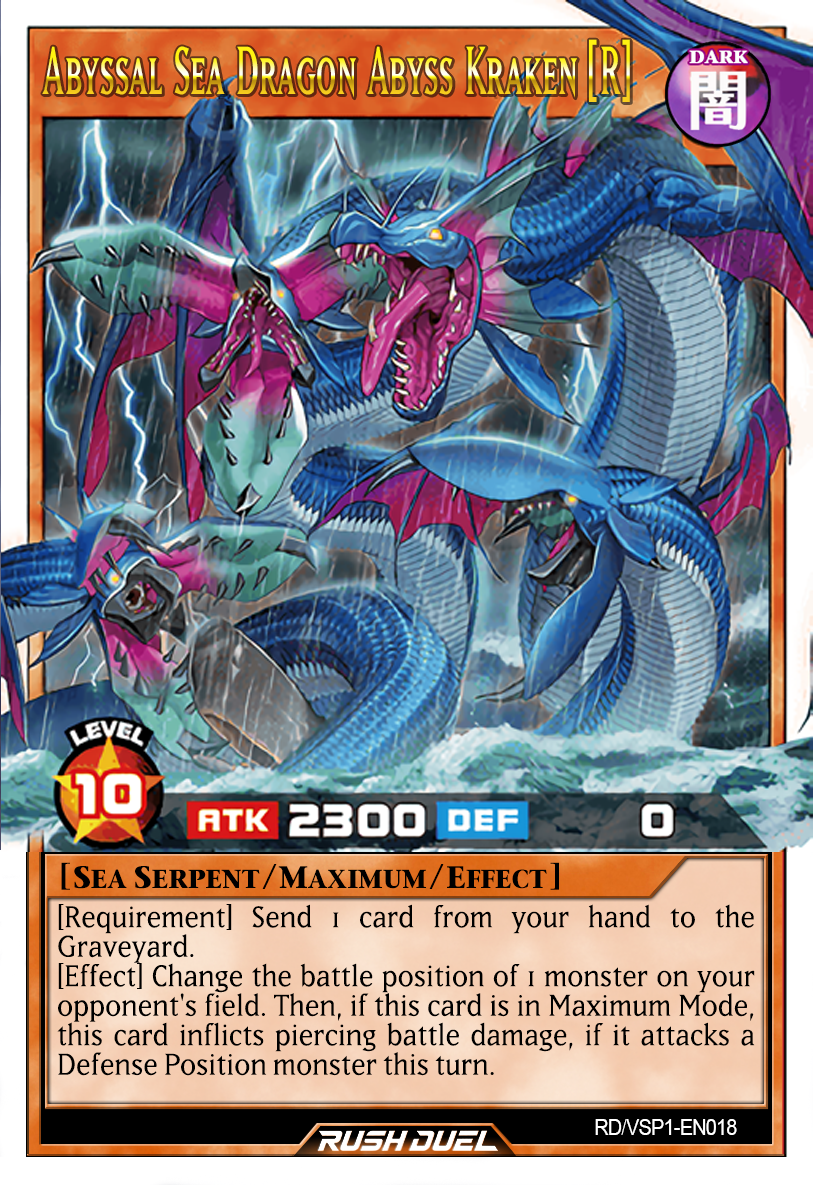 Abyssal Sea Dragon Abyss Kraken [R]
DARK
闇
LEVEL
10
ATK 2300 DEF 0
[Sea Serpent/Maximum/Effect]
[Requirement] Send 1 card from your hand to the
Graveyard.
[Effect] Change the battle position of 1 monster on your
opponent's field. Then, if this card is in Maximum Mode,
this card inflicts piercing battle damage, if it attacks a
Defense Position monster this turn.
RD/VSP1-EN018
RUSH DUEL